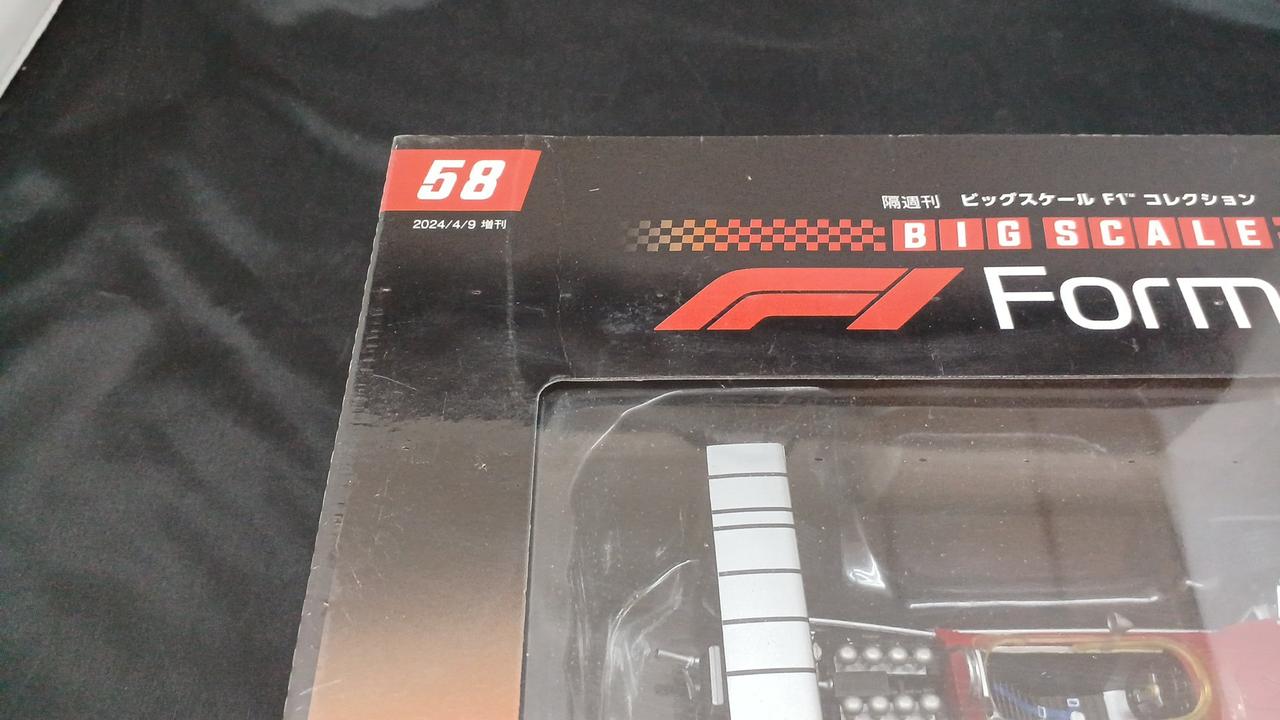 58
2024/4/9 増刊
隔週刊 ビッグスケール F1™ コレクション
BIG SCALE
F1 Form